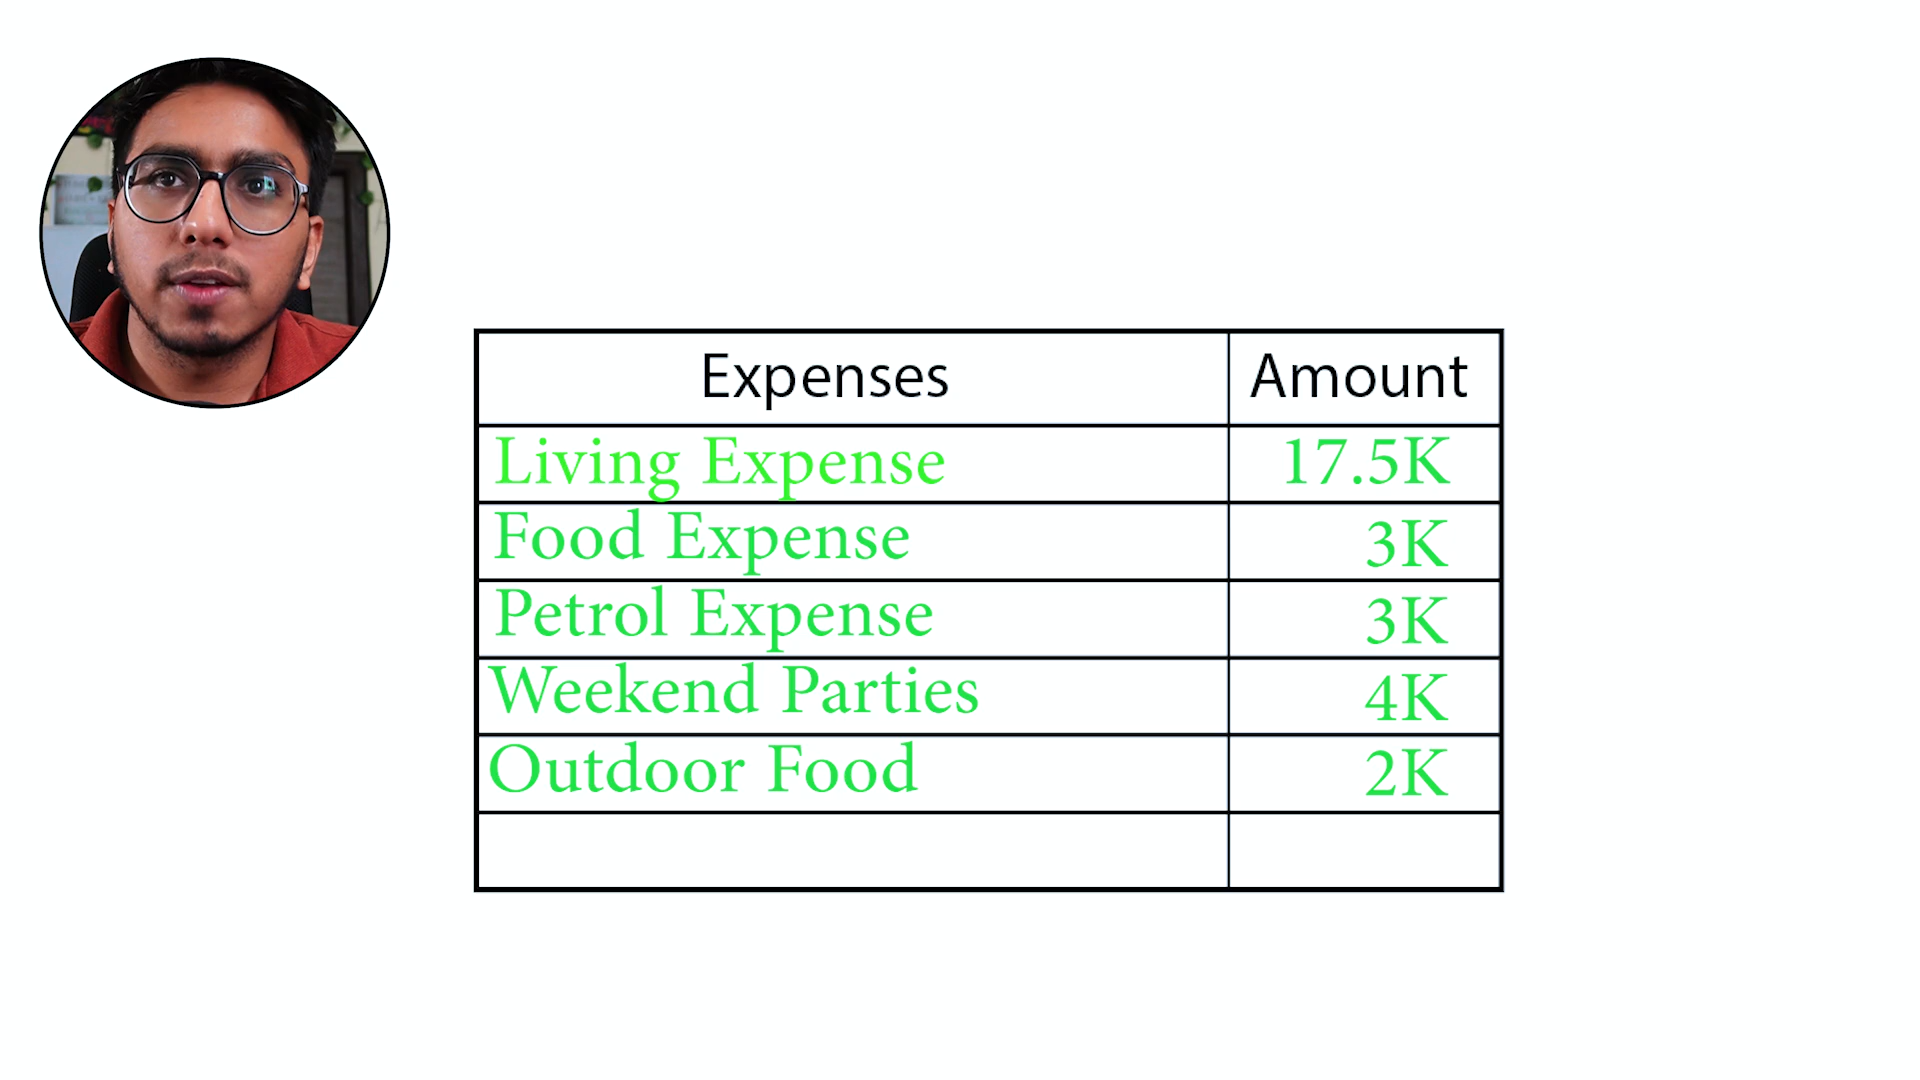 Expenses Amount
Living Expense 17.5K
Food Expense 3K
Petrol Expense 3K
Weekend Parties 4K
Outdoor Food 2K